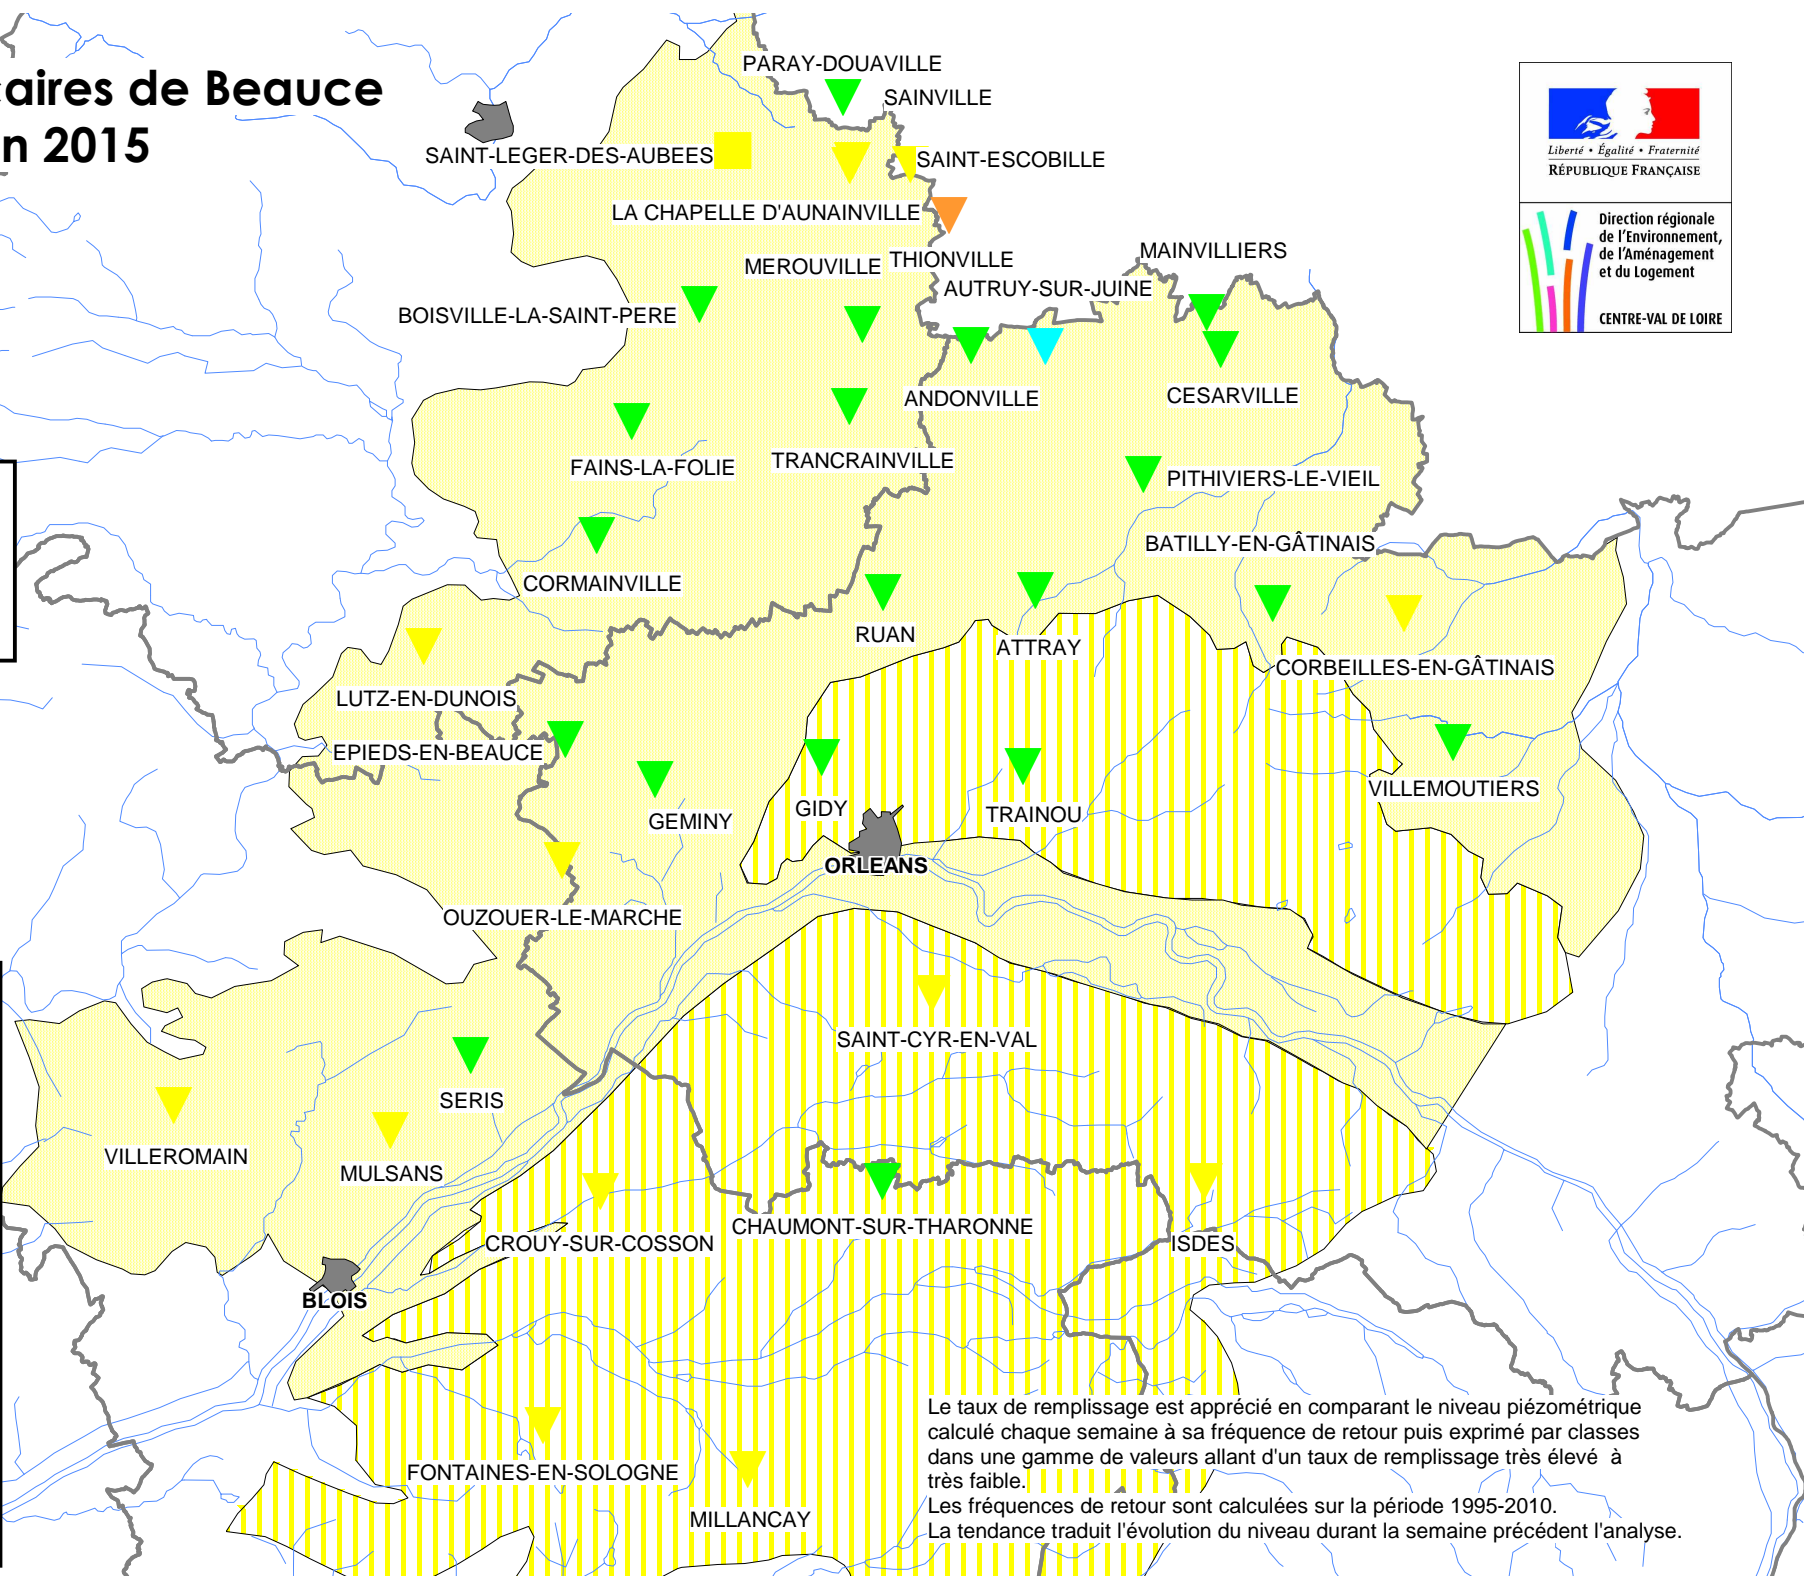 caires de Beauce
n 2015
PARAY-DOUAVILLE
SAINVILLE
SAINT-LEGER-DES-AUBEES
SAINT-ESCOBILLE
LA CHAPELLE D'AUNAINVILLE
THIONVILLE
MEROUVILLE
MAINVILLIERS
AUTRUY-SUR-JUINE
BOISVILLE-LA-SAINT-PERE
ANDONVILLE
CESARVILLE
FAINS-LA-FOLIE
TRANCRAINVILLE
PITHIVIERS-LE-VIEIL
BATILLY-EN-GÂTINAIS
CORMAINVILLE
RUAN
ATTRAY
CORBEILLES-EN-GÂTINAIS
LUTZ-EN-DUNOIS
EPIEDS-EN-BEAUCE
GEMINY
GIDY
TRAINOU
VILLEMOUTIERS
ORLEANS
OUZOUER-LE-MARCHE
SAINT-CYR-EN-VAL
SERIS
VILLEROMAIN
MULSANS
CROUY-SUR-COSSON
CHAUMONT-SUR-THARONNE
ISDES
BLOIS
FONTAINES-EN-SOLOGNE
MILLANCAY
Liberté • Égalité • Fraternité
RÉPUBLIQUE FRANÇAISE
Direction régionale
de l'Environnement,
de l'Aménagement
et du Logement
CENTRE-VAL DE LOIRE
Le taux de remplissage est apprécié en comparant le niveau piézométrique
calculé chaque semaine à sa fréquence de retour puis exprimé par classes
dans une gamme de valeurs allant d'un taux de remplissage très élevé à
très faible.
Les fréquences de retour sont calculées sur la période 1995-2010.
La tendance traduit l'évolution du niveau durant la semaine précédent l'analyse.